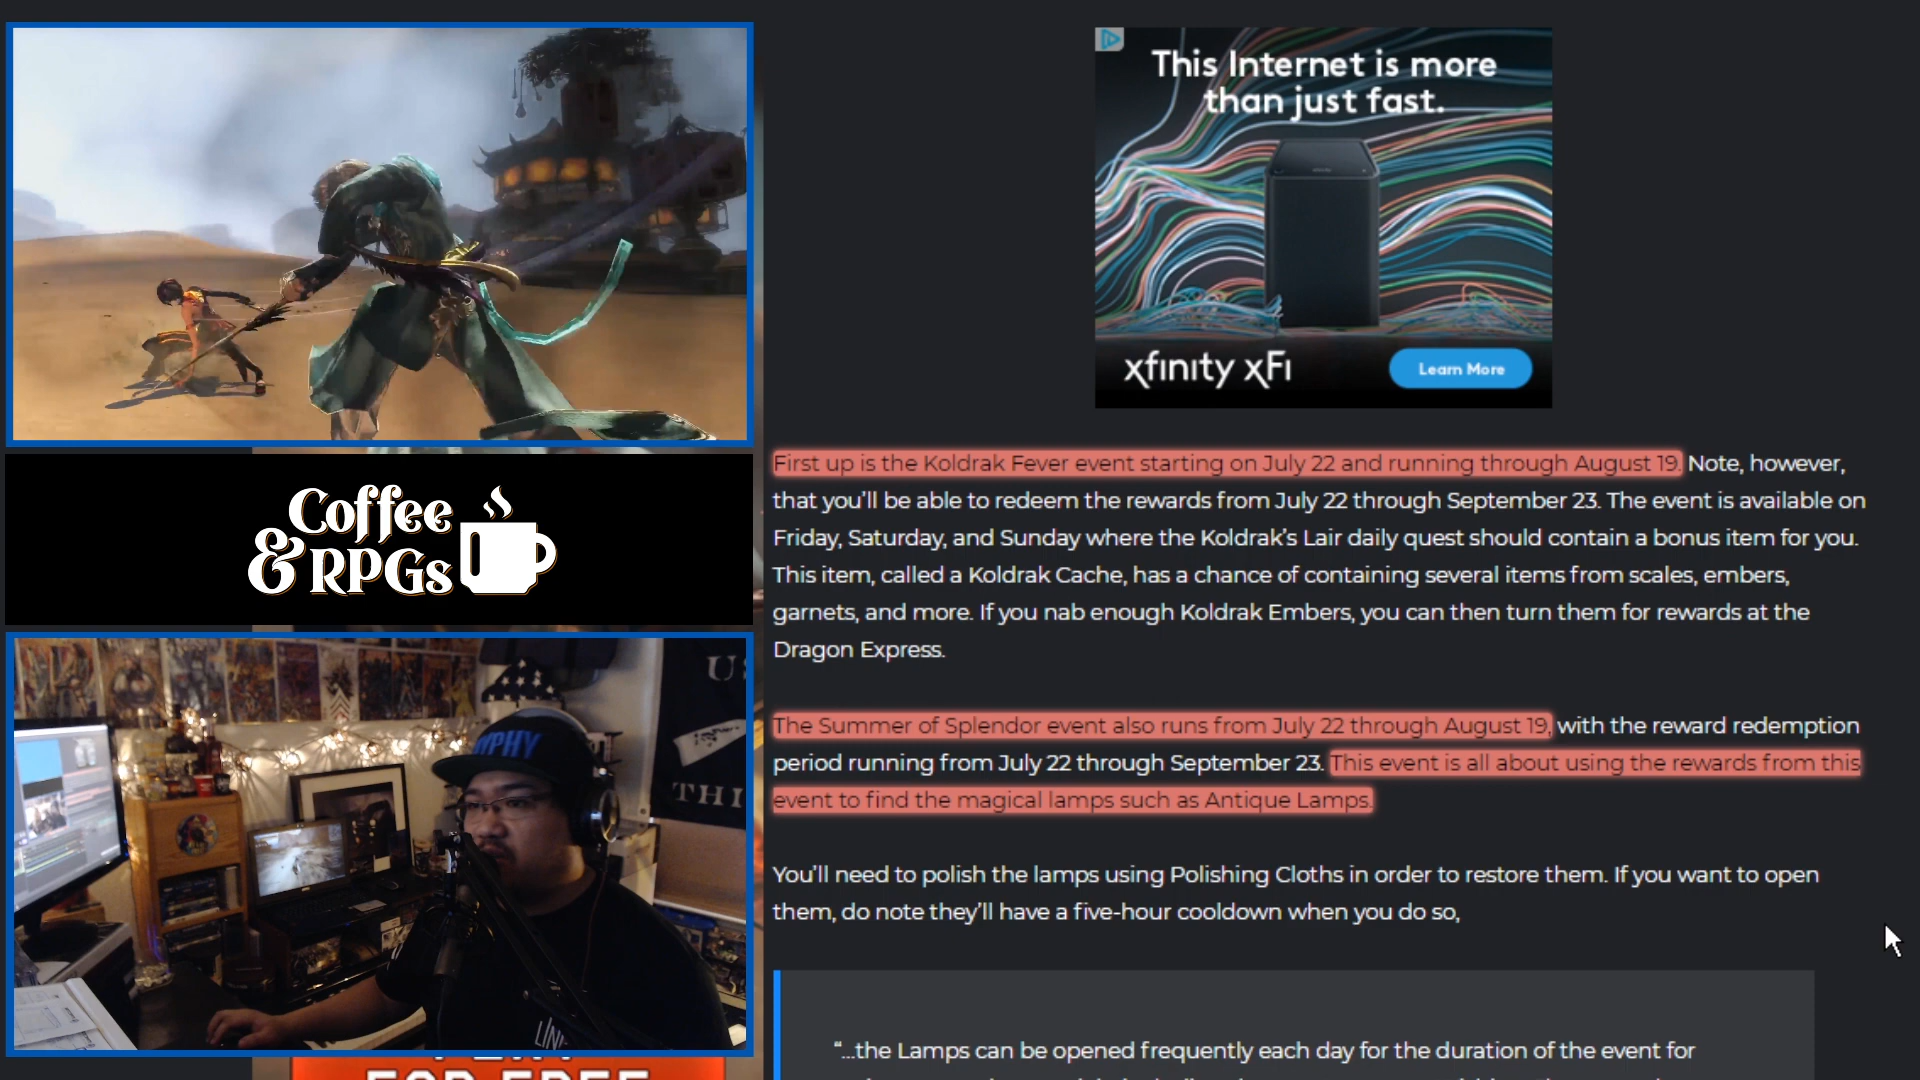 This Internet is more
than just fast.
xfinity xFi
Learn More
First up is the Koldrak Fever event starting on July 22 and running through August 19. Note, however,
that you'll be able to redeem the rewards from July 22 through September 23. The event is available on
Friday, Saturday, and Sunday where the Koldrak's Lair daily quest should contain a bonus item for you.
This item, called a Koldrak Cache, has a chance of containing several items from scales, embers,
garnets, and more. If you nab enough Koldrak Embers, you can then turn them for rewards at the
Dragon Express.
The Summer of Splendor event also runs from July 22 through August 19, with the reward redemption
period running from July 22 through September 23. This event is all about using the rewards from this
event to find the magical lamps such as Antique Lamps.
You'll need to polish the lamps using Polishing Cloths in order to restore them. If you want to open
them, do note they'll have a five-hour cooldown when you do so,
“...the Lamps can be opened frequently each day for the duration of the event for
Coffee
& RPGs
US
THI
LIN
FOR FREE